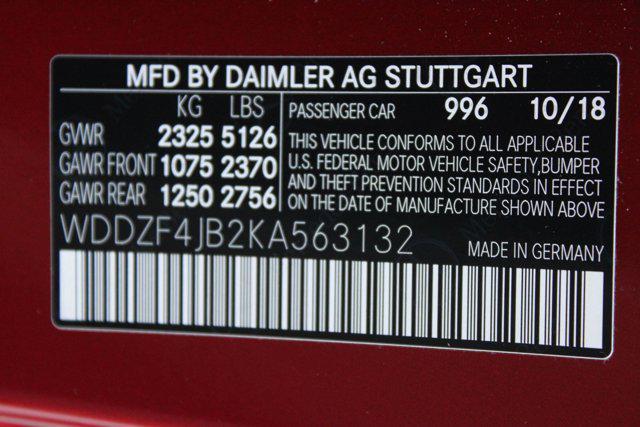 MFD BY DAIMLER AG STUTTGART
KG LBS
GVWR 2325 5126
GAWR FRONT 1075 2370
GAWR REAR 1250 2756
PASSENGER CAR 996 10/18
THIS VEHICLE CONFORMS TO ALL APPLICABLE
U.S. FEDERAL MOTOR VEHICLE SAFETY,BUMPER
AND THEFT PREVENTION STANDARDS IN EFFECT
ON THE DATE OF MANUFACTURE SHOWN ABOVE
WDDZF4JB2KA563132
MADE IN GERMANY